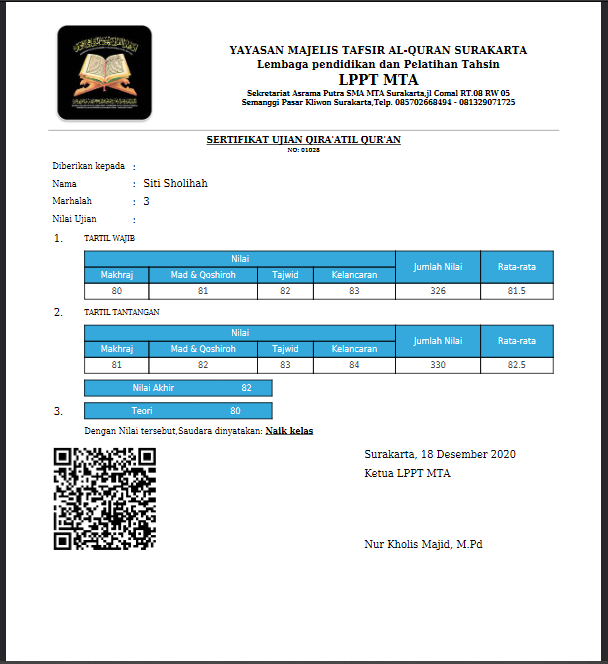 YAYASAN MAJELIS TAFSIR AL-QURAN SURAKARTA
Lembaga pendidikan dan Pelatihan Tahsin
LPPT MTA
Sekretariat Asrama Putra SMA MTA Surakarta,jl Comal RT.08 RW 05
Semanggi Pasar Kliwon Surakarta,Telp. 085702668494 - 081329071725
SERTIFIKAT UJIAN QIRA'ATIL QUR'AN
NO: 01028
Diberikan kepada :
Nama : Siti Sholihah
Marhalah : 3
Nilai Ujian :
1. TARTIL WAJIB
Nilai Jumlah Nilai Rata-rata
Makhraj Mad & Qoshiroh Tajwid Kelancaran
80 81 82 83 326 81.5
2. TARTIL TANTANGAN
Nilai Jumlah Nilai Rata-rata
Makhraj Mad & Qoshiroh Tajwid Kelancaran
81 82 83 84 330 82.5
Nilai Akhir 82
3. Teori 80
Dengan Nilai tersebut,Saudara dinyatakan: Naik kelas
Surakarta, 18 Desember 2020
Ketua LPPT MTA
Nur Kholis Majid, M.Pd